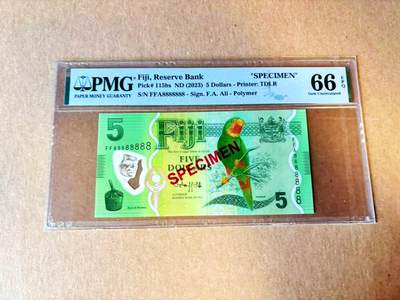 PMG
PAPER MONEY GUARANTY
Fiji, Reserve Bank "SPECIMEN"
Pick# 115bs ND (2023) 5 Dollars - Printer: TDLR
S/N FFA8888888 - Sign. F.A. Ali - Polymer
66 EPQ
Gem Uncirculated
5
Fiji
FFA8888888
FIVE
DOLLARS
SPECIMEN
FFA8888888
5